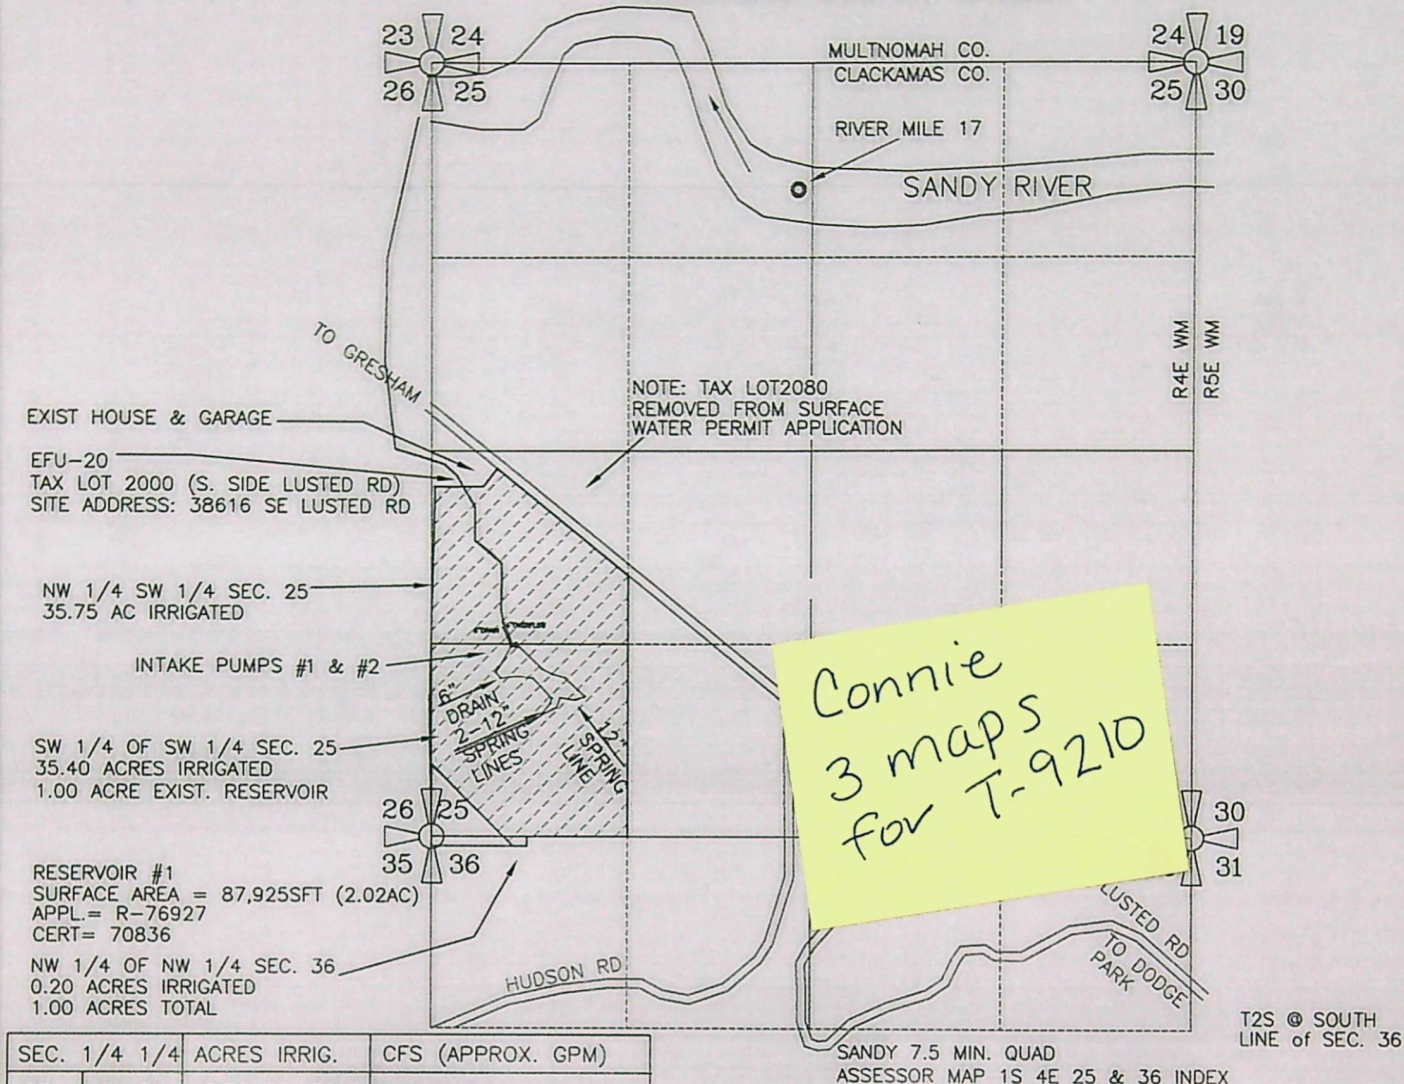 23 24
26 25
MULTNOMAH CO.
CLACKAMAS CO.
24 19
25 30
RIVER MILE 17
SANDY RIVER
TO GRESHAM
R4E WM
R5E WM
NOTE: TAX LOT2080
REMOVED FROM SURFACE
WATER PERMIT APPLICATION
EXIST HOUSE & GARAGE
EFU-20
TAX LOT 2000 (S. SIDE LUSTED RD)
SITE ADDRESS: 38616 SE LUSTED RD
NW 1/4 SW 1/4 SEC. 25
35.75 AC IRRIGATED
INTAKE PUMPS #1 & #2
6"
DRAIN
2-12"
SPRING
LINES
12"
SPRING
LINE
SW 1/4 OF SW 1/4 SEC. 25
35.40 ACRES IRRIGATED
1.00 ACRE EXIST. RESERVOIR
Connie
3 maps
for T-9210
26 25
35 36
30
31
RESERVOIR #1
SURFACE AREA = 87,925SFT (2.02AC)
APPL.= R-76927
CERT= 70836
NW 1/4 OF NW 1/4 SEC. 36
0.20 ACRES IRRIGATED
1.00 ACRES TOTAL
HUDSON RD
LUSTED RD
TO DODGE
PARK
T2S @ SOUTH
LINE of SEC. 36
SEC. 1/4 1/4 ACRES IRRIG. CFS (APPROX. GPM)
SANDY 7.5 MIN. QUAD
ASSESSOR MAP 1S 4E 25 & 36 INDEX